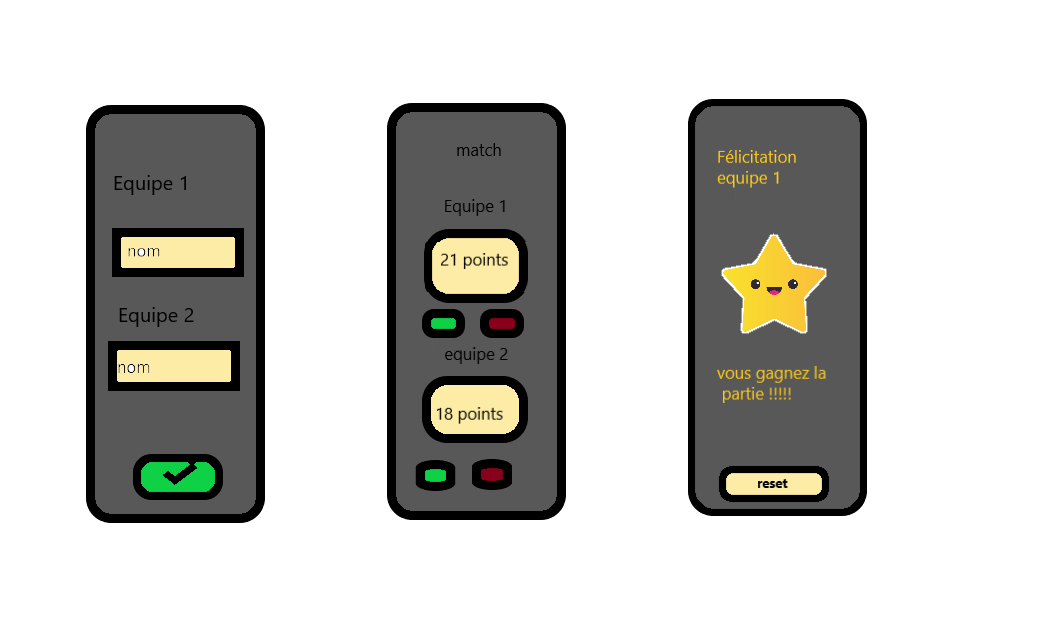 Equipe 1
nom
Equipe 2
nom
match
Equipe 1
21 points
equipe 2
18 points
Félicitation
equipe 1
vous gagnez la
partie !!!!!
reset